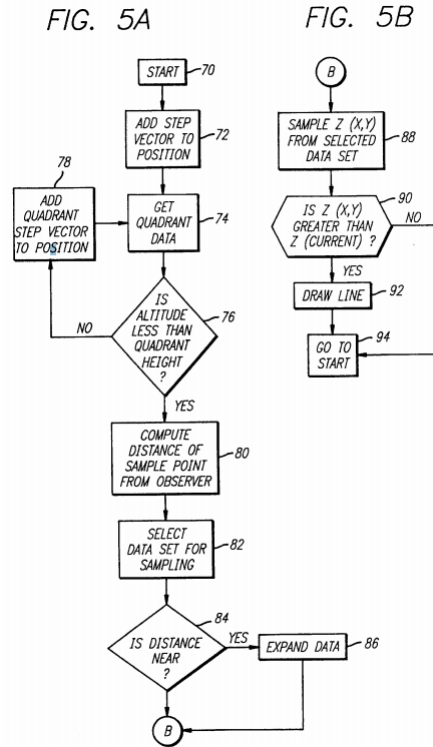 FIG. 5A
FIG. 5B
START
70
ADD STEP
VECTOR TO
POSITION
72
78
ADD
QUADRANT
STEP VECTOR
TO POSITION
GET
QUADRANT
DATA
74
IS
ALTITUDE
LESS THAN
QUADRANT
HEIGHT
?
76
NO
YES
COMPUTE
DISTANCE OF
SAMPLE POINT
FROM OBSERVER
80
SELECT
DATA SET FOR
SAMPLING
82
84
IS DISTANCE
NEAR
?
YES
EXPAND DATA
86
B
B
SAMPLE Z (X,Y)
FROM SELECTED
DATA SET
88
90
IS Z (X,Y)
GREATER THAN
Z (CURRENT) ?
NO
YES
DRAW LINE
92
GO TO
START
94